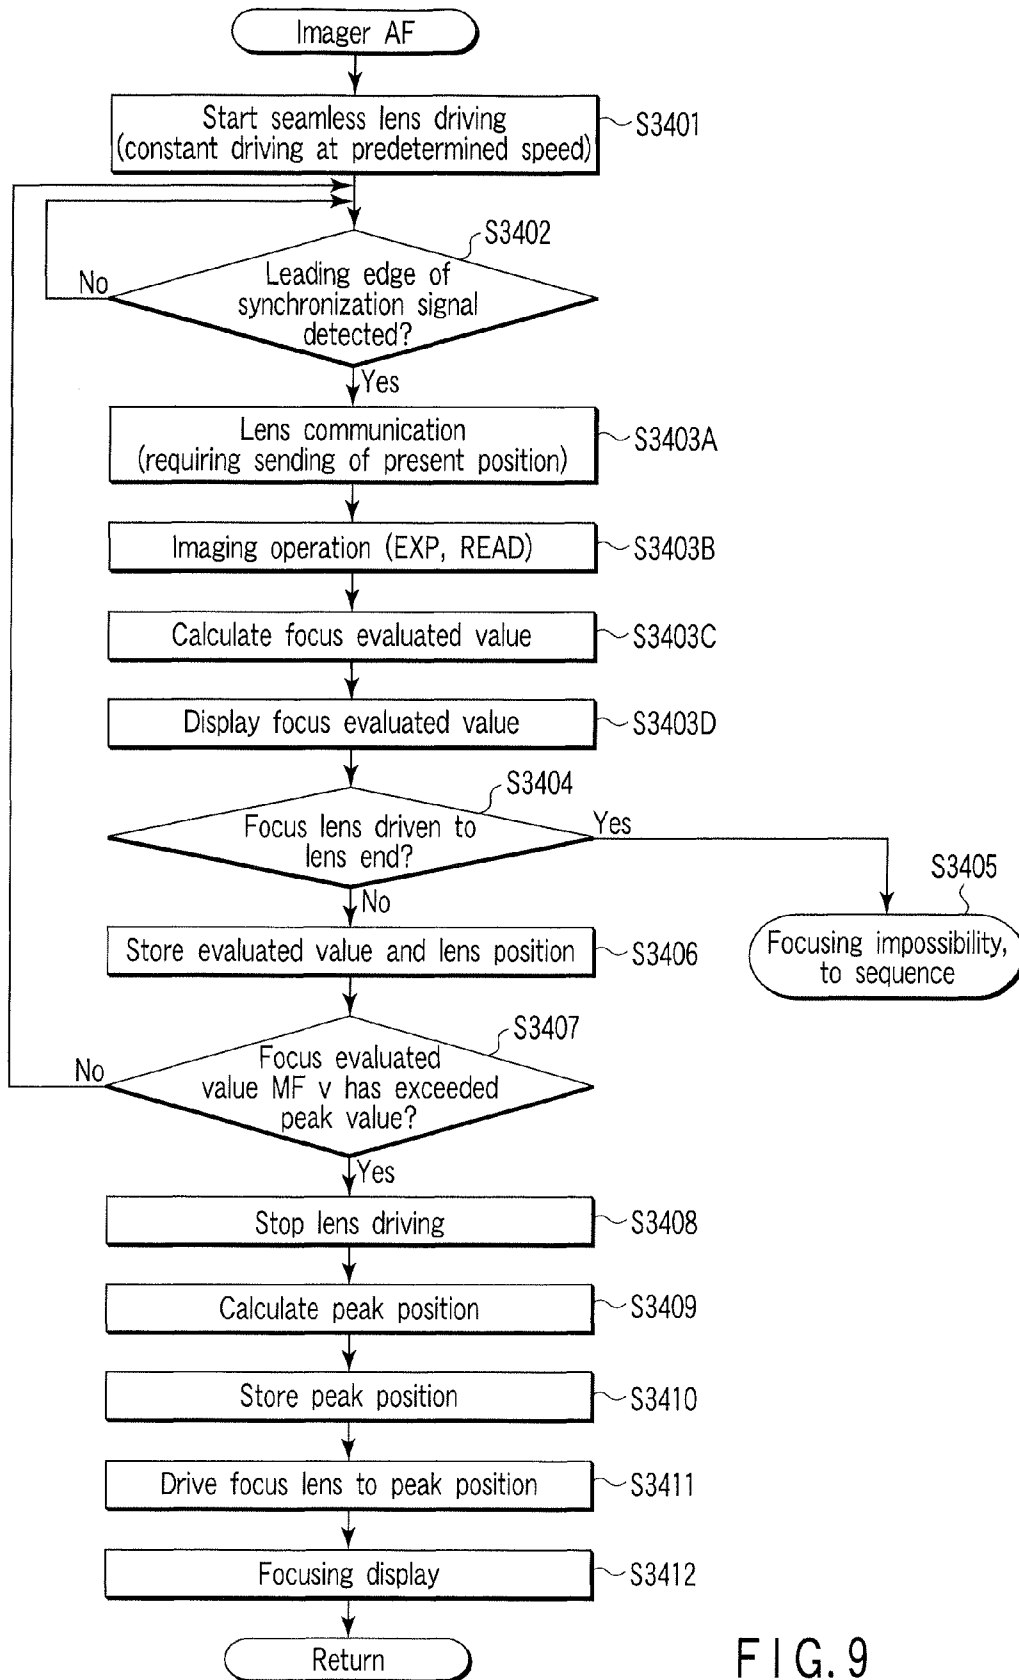 Imager AF
Start seamless lens driving
(constant driving at predetermined speed)
S3401
S3402
No
Leading edge of
synchronization signal
detected?
Yes
Lens communication
(requiring sending of present position)
S3403A
Imaging operation (EXP, READ)
S3403B
Calculate focus evaluated value
S3403C
Display focus evaluated value
S3403D
S3404
Focus lens driven to
lens end?
Yes
No
S3405
Focusing impossibility,
to sequence
Store evaluated value and lens position
S3406
S3407
No
Focus evaluated
value MF v has exceeded
peak value?
Yes
Stop lens driving
S3408
Calculate peak position
S3409
Store peak position
S3410
Drive focus lens to peak position
S3411
Focusing display
S3412
Return
FIG. 9